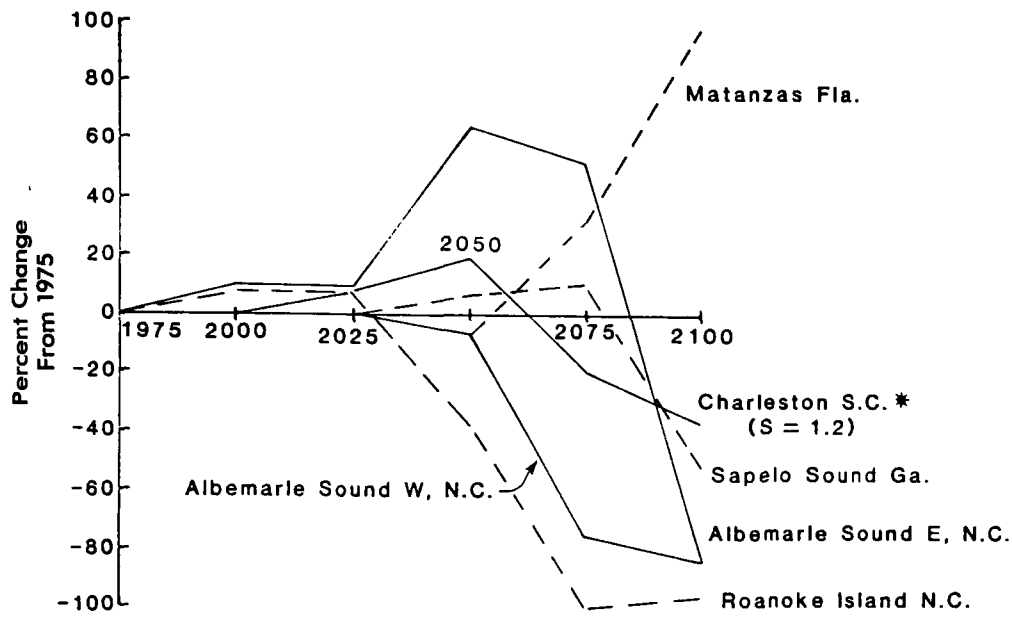 100
80
60
40
20
0
-20
-40
-60
-80
-100
Percent Change
From 1975
1975
2000
2025
2050
2075
2100
Matanzas Fla.
Charleston S.C. *
(S = 1.2)
Sapelo Sound Ga.
Albemarle Sound W, N.C.
Albemarle Sound E, N.C.
Roanoke Island N.C.